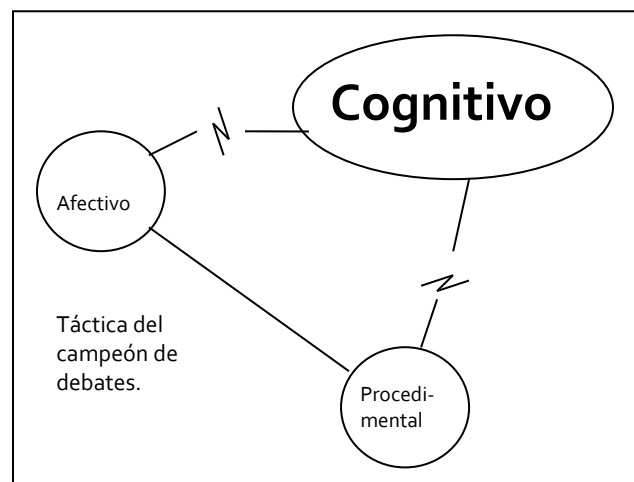 Cognitivo
Afectivo
Táctica del
campeón de
debates.
Procedi-
mental